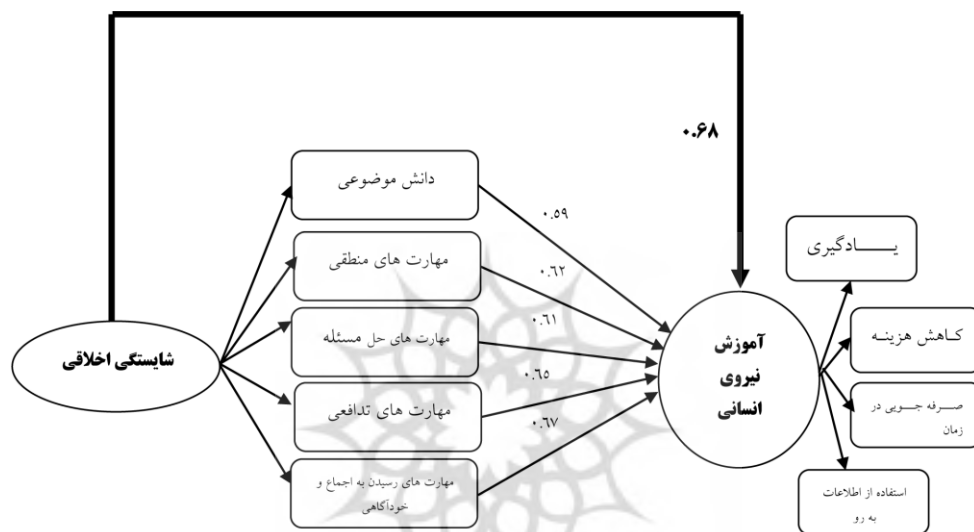 ۰.۶۸
دانش موضوعی
۰.۵۹
یـــــادگیری
مهارت های منطقی
۰.۶۲
شایستگی اخلاقی
مهارت های حل مسئله
۰.۶۱
آموزش
نیروی
انسانی
کـاهش هزینـه
مهارت های تدافعی
۰.۶۵
صـــرفه جـــویی در
زمان
مهارت های رسیدن به اجماع و
خودآگاهی
۰.۶۷
استفاده از اطلاعات
به رو